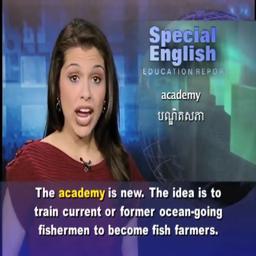 Special
English
EDUCATION REPORT
academy
បណ្ឌិតសភា
The academy is new. The idea is to
train current or former ocean-going
fishermen to become fish farmers.